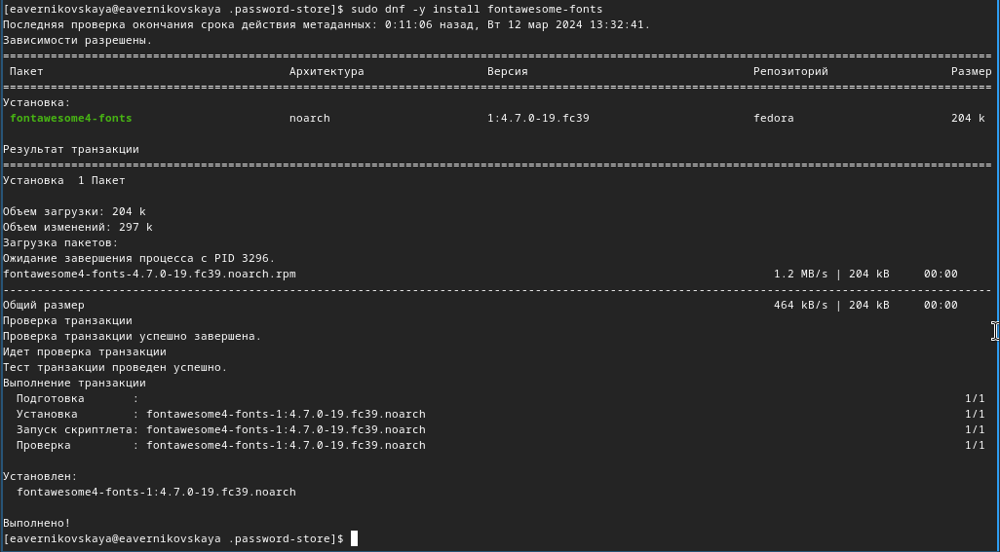 [eavernikovskaya@eavernikovskaya .password-store]$ sudo dnf -y install fontawesome-fonts
Последняя проверка окончания срока действия метаданных: 0:11:06 назад, Вт 12 мар 2024 13:32:41.
Зависимости разрешены.
================================================================================
Пакет Архитектура Версия Репозиторий Размер
================================================================================
Установка:
fontawesome4-fonts noarch 1:4.7.0-19.fc39 fedora 204 k
Результат транзакции
================================================================================
Установка 1 Пакет
Объем загрузки: 204 k
Объем изменений: 297 k
Загрузка пакетов:
Ожидание завершения процесса с PID 3296.
fontawesome4-fonts-4.7.0-19.fc39.noarch.rpm 1.2 MB/s | 204 kB 00:00
--------------------------------------------------------------------------------
Общий размер 464 kB/s | 204 kB 00:00
Проверка транзакции
Проверка транзакции успешно завершена.
Идет проверка транзакции
Тест транзакции проведен успешно.
Выполнение транзакции
Подготовка : 1/1
Установка : fontawesome4-fonts-1:4.7.0-19.fc39.noarch 1/1
Запуск скриптлета: fontawesome4-fonts-1:4.7.0-19.fc39.noarch 1/1
Проверка : fontawesome4-fonts-1:4.7.0-19.fc39.noarch 1/1
Установлен:
fontawesome4-fonts-1:4.7.0-19.fc39.noarch
Выполнено!
[eavernikovskaya@eavernikovskaya .password-store]$